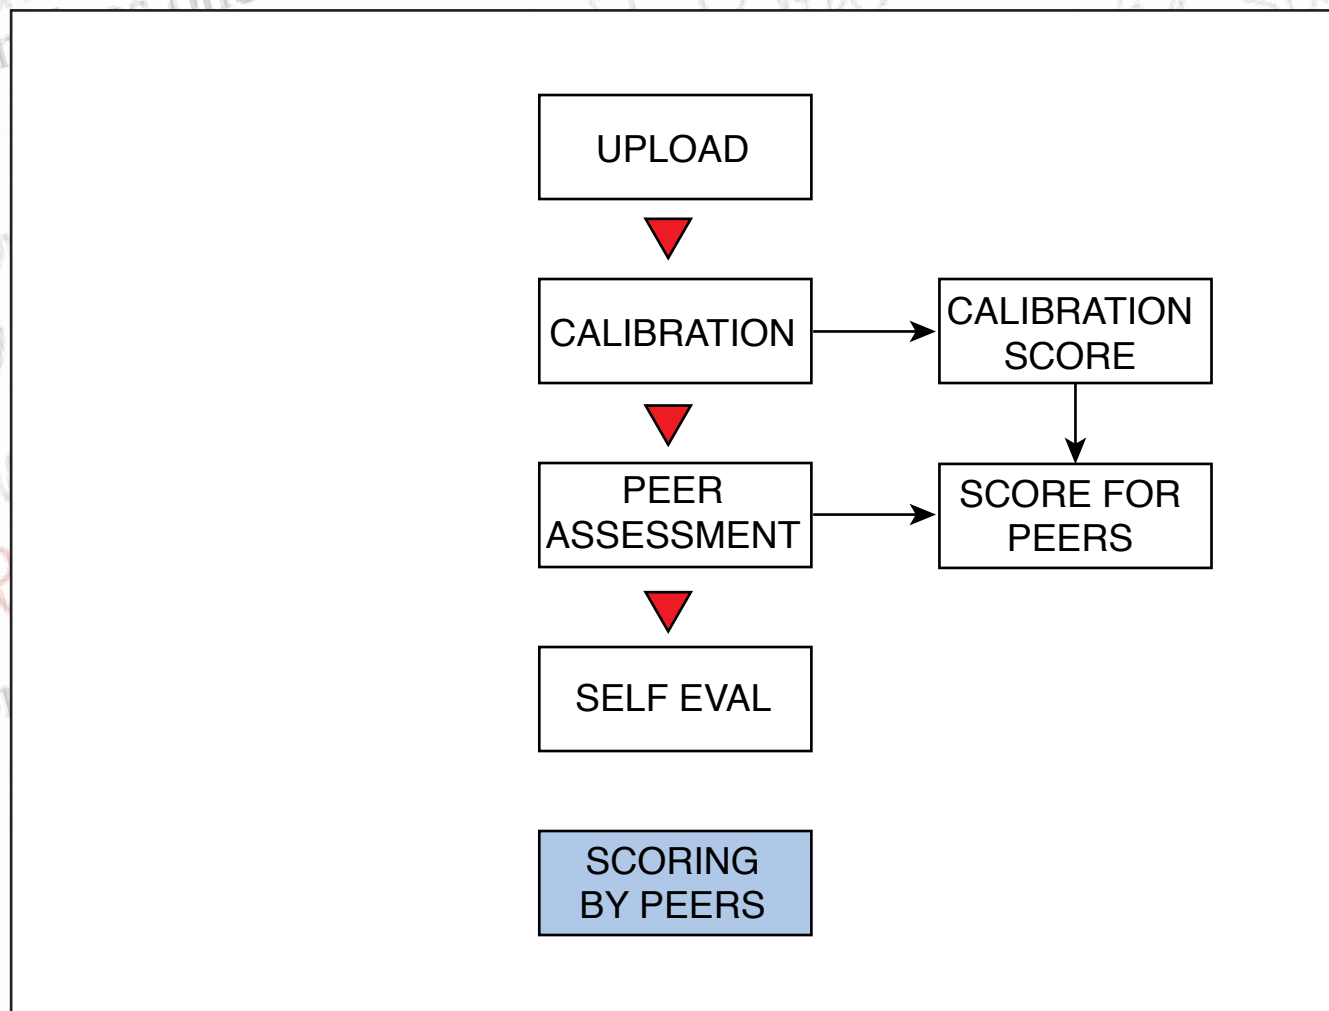 UPLOAD
CALIBRATION
CALIBRATION
SCORE
PEER
ASSESSMENT
SCORE FOR
PEERS
SELF EVAL
SCORING
BY PEERS